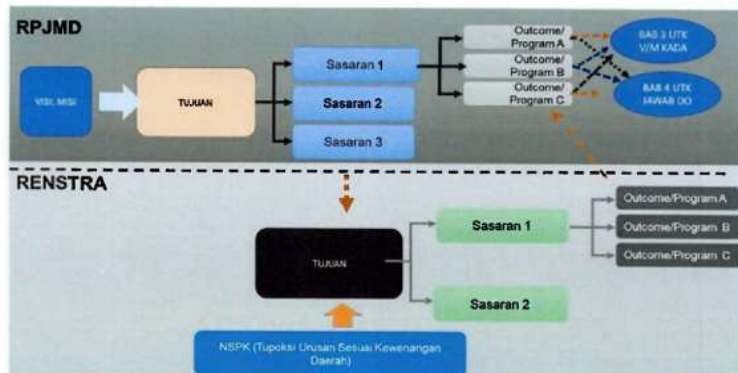 RPJMD
VISI, MISI
TUJUAN
Sasaran 1
Sasaran 2
Sasaran 3
Outcome/
Program A
Outcome/
Program B
Outcome/
Program C
BAB 3 UTK
V/M KADA
BAB 4 UTK
JAWAB DO
RENSTRA
TUJUAN
Sasaran 1
Sasaran 2
Outcome/Program A
Outcome/Program B
Outcome/Program C
NSPK (Tupoksi Urusan Sesuai Kewenangan
Daerah)